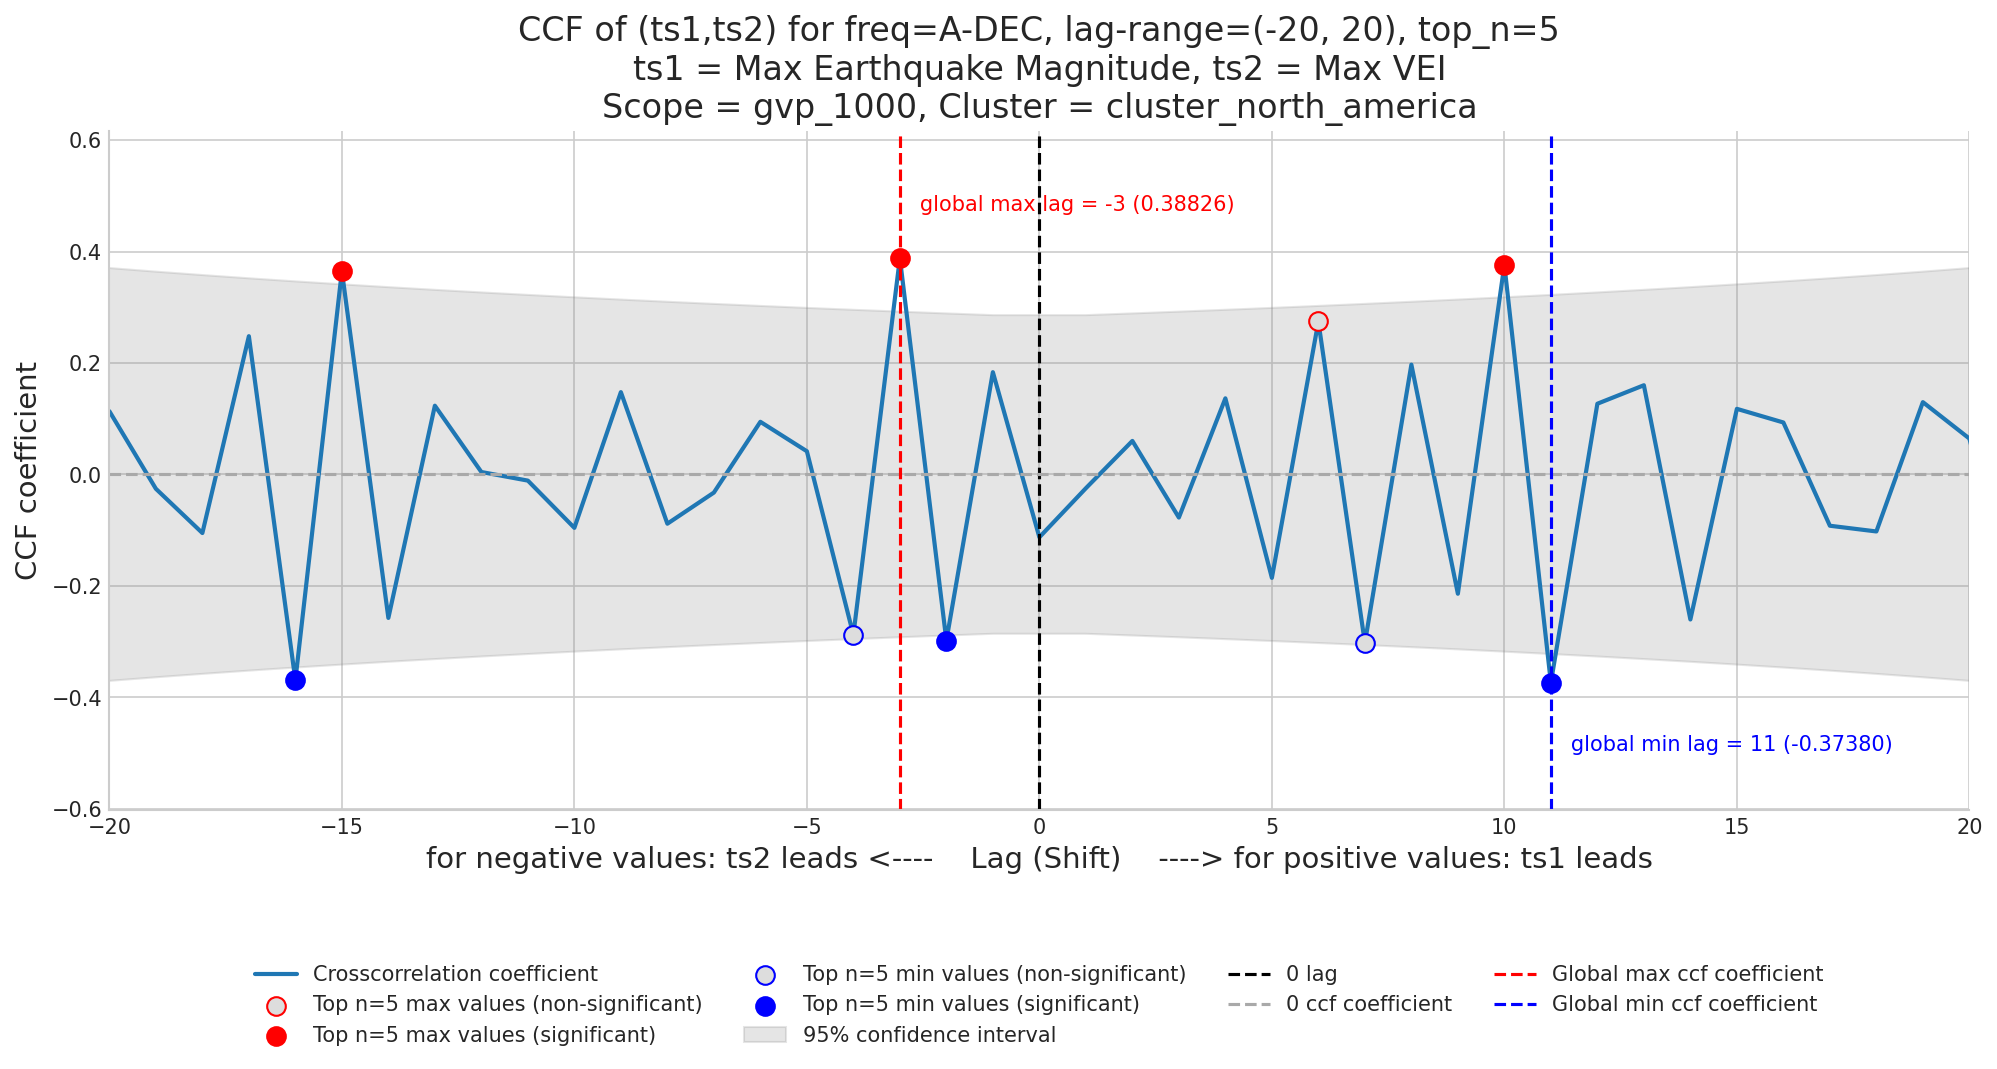 CCF of (ts1,ts2) for freq=A-DEC, lag-range=(-20, 20), top_n=5
ts1 = Max Earthquake Magnitude, ts2 = Max VEI
Scope = gvp_1000, Cluster = cluster_north_america
CCF coefficient
0.6
0.4
0.2
0.0
−0.2
−0.4
−0.6
global max lag = -3 (0.38826)
global min lag = 11 (-0.37380)
−20
−15
−10
−5
0
5
10
15
20
for negative values: ts2 leads <---- Lag (Shift) ----> for positive values: ts1 leads
Crosscorrelation coefficient
Top n=5 max values (non-significant)
Top n=5 max values (significant)
Top n=5 min values (non-significant)
Top n=5 min values (significant)
95% confidence interval
0 lag
0 ccf coefficient
Global max ccf coefficient
Global min ccf coefficient